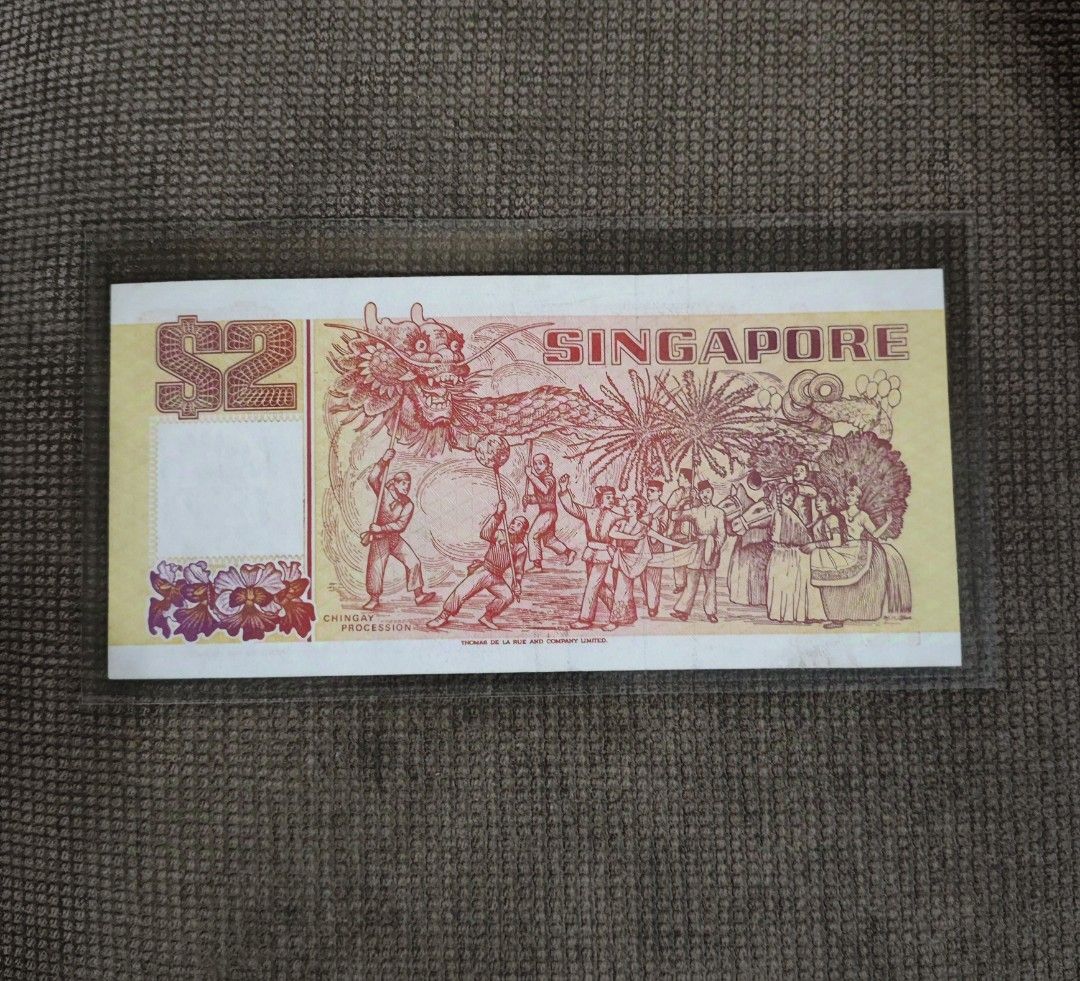 $2
SINGAPORE
CHINGAY
PROCESSION
THOMAS DE LA RUE AND COMPANY LIMITED.